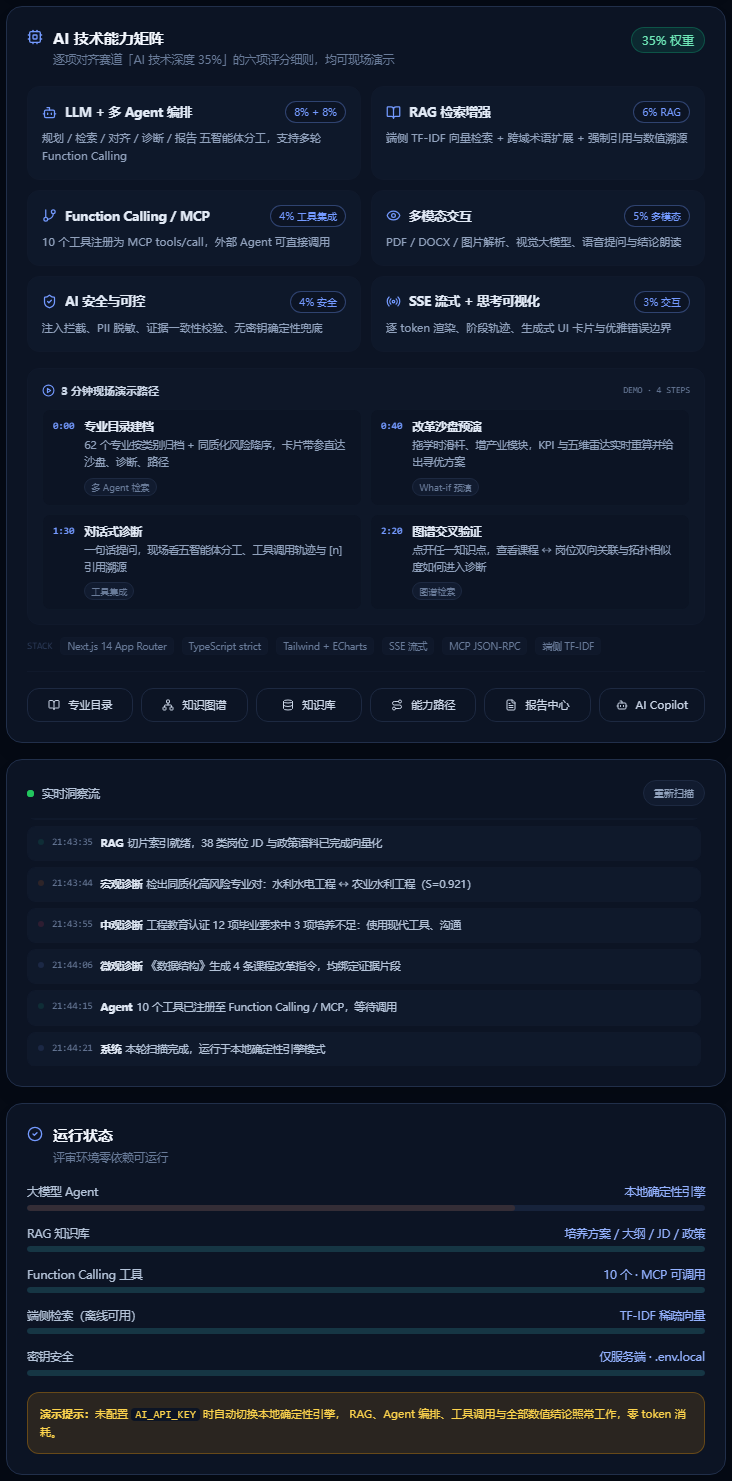 AI 技术能力矩阵
35% 权重
逐项对齐赛道「AI 技术深度 35%」的六项评分细则，均可现场演示
LLM + 多 Agent 编排
8% + 8%
规划 / 检索 / 对齐 / 诊断 / 报告 五智能体分工，支持多轮
Function Calling
RAG 检索增强
6% RAG
端侧 TF-IDF 向量检索 + 跨域术语扩展 + 强制引用与数值溯源
Function Calling / MCP
4% 工具集成
10 个工具注册为 MCP tools/call，外部 Agent 可直接调用
多模态交互
5% 多模态
PDF / DOCX / 图片解析、视觉大模型、语音提问与结论朗读
AI 安全与可控
4% 安全
注入拦截、PII 脱敏、证据一致性校验、无密钥确定性兜底
SSE 流式 + 思考可视化
3% 交互
逐 token 渲染、阶段轨迹、生成式 UI 卡片与优雅错误边界
3 分钟现场演示路径
DEMO · 4 STEPS
0:00 专业目录建档
62 个专业按类别归档 + 同质化风险降序，卡片带参直达
沙盘、诊断、路径
多 Agent 检索
0:40 改革沙盘预演
拖学时滑杆、增产业模块，KPI 与五维雷达实时重算并给
出寻优方案
What-if 预演
1:30 对话式诊断
一句话提问，现场看五智能体分工、工具调用轨迹与 [n]
引用溯源
工具集成
2:20 图谱交叉验证
点开任一知识点，查看课程 ↔ 岗位双向关联与拓扑相似
度如何进入诊断
图谱检索
STACK Next.js 14 App Router TypeScript strict Tailwind + ECharts SSE 流式 MCP JSON-RPC 端侧 TF-IDF
专业目录 知识图谱 知识库 能力路径 报告中心 AI Copilot
实时洞察流
重新扫描
21:43:35 RAG 切片索引就绪，38 类岗位 JD 与政策语料已完成向量化
21:43:44 宏观诊断 检出同质化高风险专业对：水利水电工程 ↔ 农业水利工程（S=0.921）
21:43:55 中观诊断 工程教育认证 12 项毕业要求中 3 项培养不足：使用现代工具、沟通
21:44:06 微观诊断 《数据结构》生成 4 条课程改革指令，均绑定证据片段
21:44:15 Agent 10 个工具已注册至 Function Calling / MCP，等待调用
21:44:21 系统 本轮扫描完成，运行于本地确定性引擎模式
运行状态
评审环境零依赖可运行
大模型 Agent 本地确定性引擎
RAG 知识库 培养方案 / 大纲 / JD / 政策
Function Calling 工具 10 个 · MCP 可调用
端侧检索（离线可用） TF-IDF 稀疏向量
密钥安全 仅服务端 · .env.local
演示提示：未配置 AI_API_KEY 时自动切换本地确定性引擎， RAG、Agent 编排、工具调用与全部数值结论照常工作，零 token 消
耗。